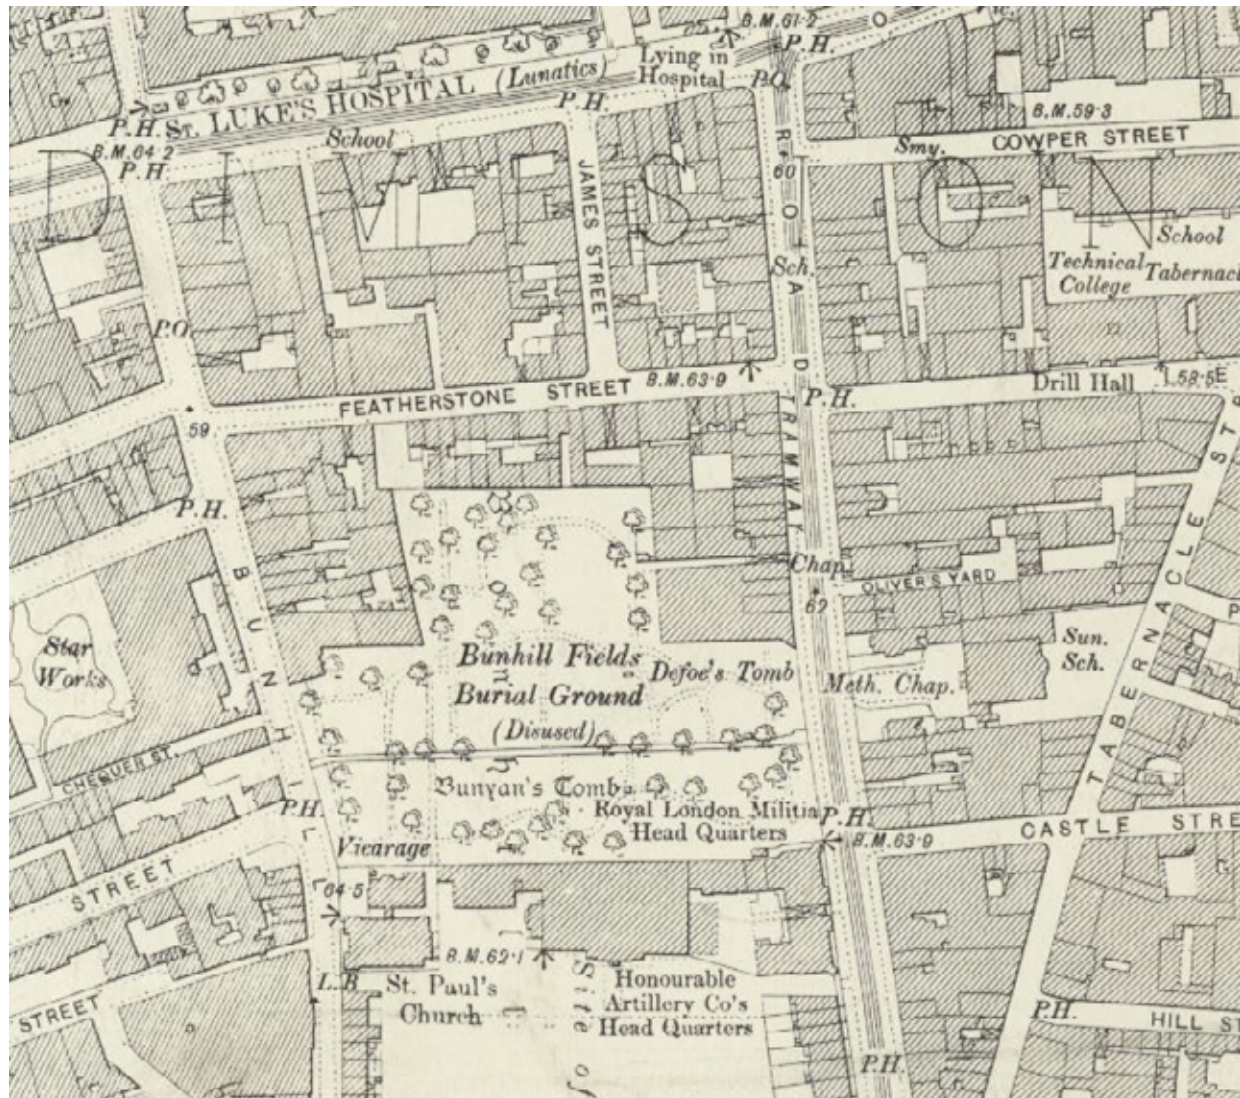 B.M.61·2
P.H.
Lying in
Hospital
P.O.
ST. LUKE'S HOSPITAL (Lunatics)
P.H.
P.H.
B.M.64·2
P.H.
School
B.M.59·3
COWPER STREET
Smy.
60
JAMES STREET
ROAD
Sch.
School
Technical
College
Tabernacl
P.O.
DIVISION
FEATHERSTONE STREET
B.M.63·9
P.H.
Drill Hall
59
TRAMWAY
P.H.
BUNHILL
Chap.
OLIVER'S YARD
62
Star
Works
Bunhill Fields
Burial Ground
(Disused)
Defoe's Tomb
Meth. Chap.
Sun.
Sch.
TABERNACLE STR
CHEQUER ST.
Bunyan's Tomb
Royal London Militia
Head Quarters
P.H.
P.H.
B.M.63·9
CASTLE STRE
Vicarage
STREET
64·5
B.M.62·1
L.B.
St. Paul's
Church
Site of
Honourable
Artillery Co's
Head Quarters
STREET
P.H.
HILL ST
P.H.